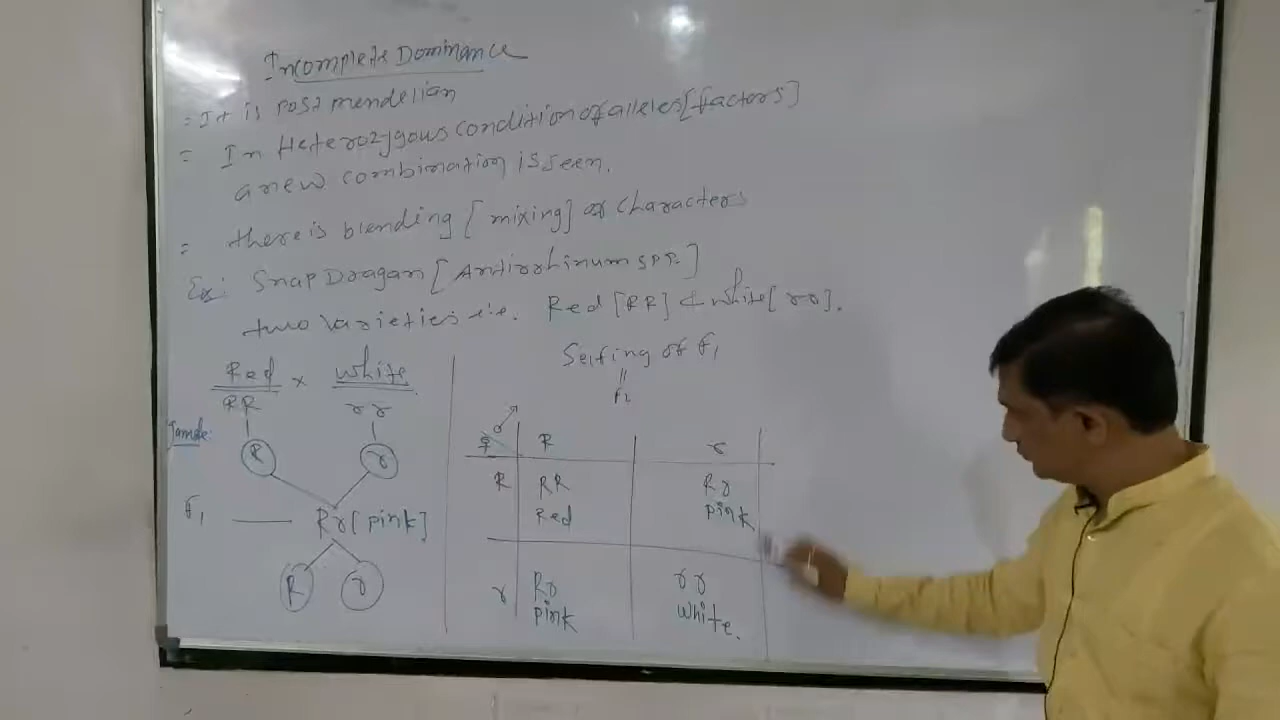 Incomplete Dominance
= It is post mendelian
= In Heterozygous condition of alleles [factors]
a new combination is seen.
= there is blending [mixing] of characters
Ex: Snap Dragan [Antirrhinum spp:]
two varieties i.e. Red [RR] & white [rr].
Red × white
RR rr
Gamete:
R r
F1 — Rr [pink]
R r
Selfing of F1
=
F2
♀ ♂ R r
R RR Rr
Red pink
r Rr rr
pink white.